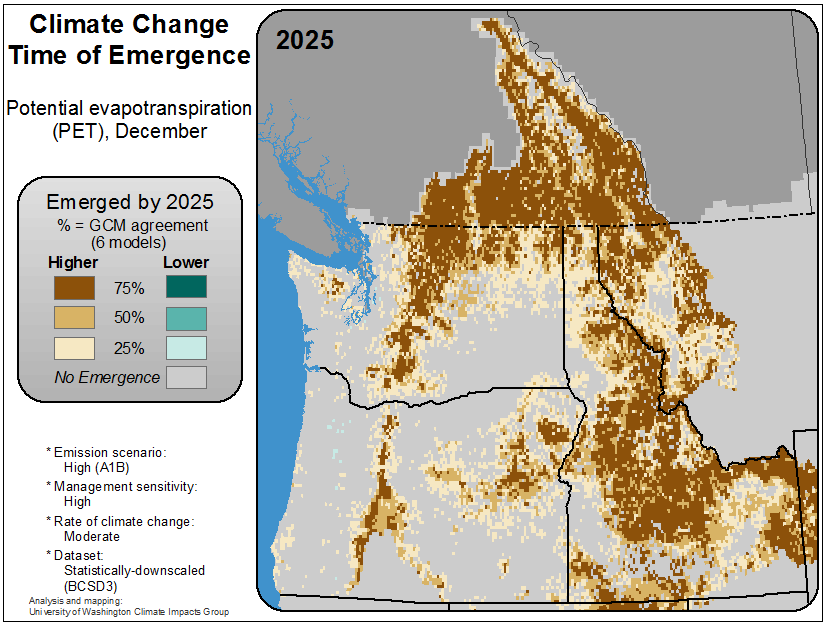 Climate Change
Time of Emergence
Potential evapotranspiration
(PET), December
Emerged by 2025
% = GCM agreement
(6 models)
Higher Lower
75%
50%
25%
No Emergence
* Emission scenario:
High (A1B)
* Management sensitivity:
High
* Rate of climate change:
Moderate
* Dataset:
Statistically-downscaled
(BCSD3)
Analysis and mapping:
University of Washington Climate Impacts Group
2025